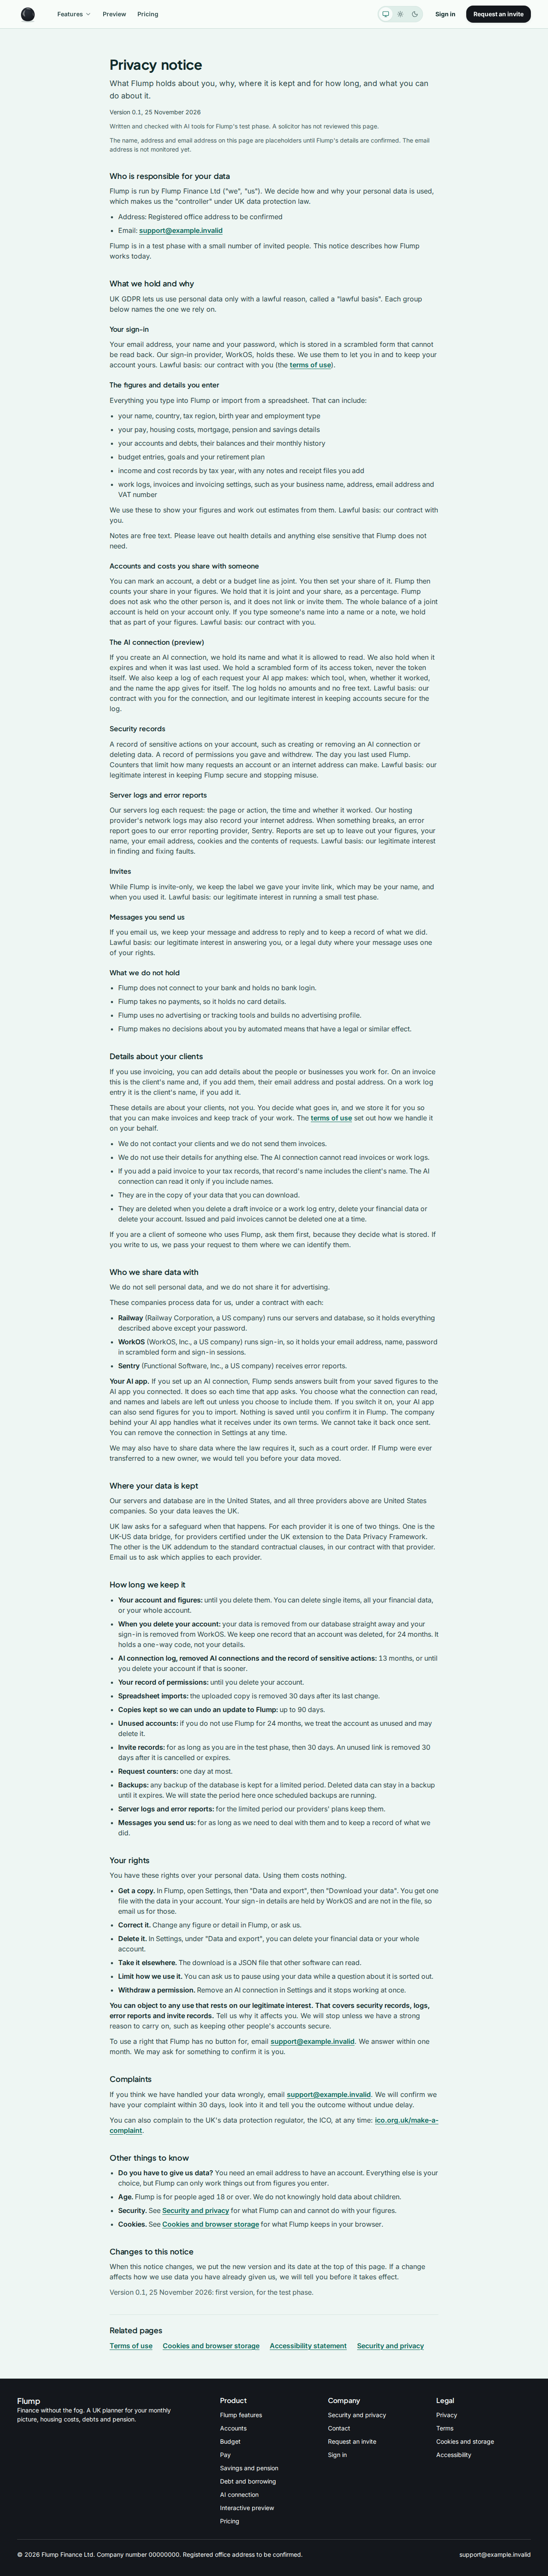 Features
Preview
Pricing
Sign in
Request an invite
Privacy notice
What Flump holds about you, why, where it is kept and for how long, and what you can
do about it.
Version 0.1, 25 November 2026
Written and checked with AI tools for Flump's test phase. A solicitor has not reviewed this page.
The name, address and email address on this page are placeholders until Flump's details are confirmed. The email
address is not monitored yet.
Who is responsible for your data
Flump is run by Flump Finance Ltd ("we", "us"). We decide how and why your personal data is used,
which makes us the "controller" under UK data protection law.
• Address: Registered office address to be confirmed
• Email: support@example.invalid
Flump is in a test phase with a small number of invited people. This notice describes how Flump
works today.
What we hold and why
UK GDPR lets us use personal data only with a lawful reason, called a "lawful basis". Each group
below names the one we rely on.
Your sign-in
Your email address, your name and your password, which is stored in a scrambled form that cannot
be read back. Our sign-in provider, WorkOS, holds these. We use them to let you in and to keep your
account yours. Lawful basis: our contract with you (the terms of use).
The figures and details you enter
Everything you type into Flump or import from a spreadsheet. That can include:
• your name, country, tax region, birth year and employment type
• your pay, housing costs, mortgage, pension and savings details
• your accounts and debts, their balances and their monthly history
• budget entries, goals and your retirement plan
• income and cost records by tax year, with any notes and receipt files you add
• work logs, invoices and invoicing settings, such as your business name, address, email address and
VAT number
We use these to show your figures and work out estimates from them. Lawful basis: our contract with
you.
Notes are free text. Please leave out health details and anything else sensitive that Flump does not
need.
Accounts and costs you share with someone
You can mark an account, a debt or a budget line as joint. You then set your share of it. Flump then
counts your share in your figures. We hold that it is joint and your share, as a percentage. Flump
does not ask who the other person is, and it does not link or invite them. The whole balance of a joint
account is held on your account only. If you type someone's name into a name or a note, we hold
that as part of your figures. Lawful basis: our contract with you.
The AI connection (preview)
If you create an AI connection, we hold its name and what it is allowed to read. We also hold when it
expires and when it was last used. We hold a scrambled form of its access token, never the token
itself. We also keep a log of each request your AI app makes: which tool, when, whether it worked,
and the name the app gives for itself. The log holds no amounts and no free text. Lawful basis: our
contract with you for the connection, and our legitimate interest in keeping accounts secure for the
log.
Security records
A record of sensitive actions on your account, such as creating or removing an AI connection or
deleting data. A record of permissions you gave and withdrew. The day you last used Flump.
Counters that limit how many requests an account or an internet address can make. Lawful basis: our
legitimate interest in keeping Flump secure and stopping misuse.
Server logs and error reports
Our servers log each request: the page or action, the time and whether it worked. Our hosting
provider's network logs may also record your internet address. When something breaks, an error
report goes to our error reporting provider, Sentry. Reports are set up to leave out your figures, your
name, your email address, cookies and the contents of requests. Lawful basis: our legitimate interest
in finding and fixing faults.
Invites
While Flump is invite-only, we keep the label we gave your invite link, which may be your name, and
when you used it. Lawful basis: our legitimate interest in running a small test phase.
Messages you send us
If you email us, we keep your message and address to reply and to keep a record of what we did.
Lawful basis: our legitimate interest in answering you, or a legal duty where your message uses one
of your rights.
What we do not hold
• Flump does not connect to your bank and holds no bank login.
• Flump takes no payments, so it holds no card details.
• Flump uses no advertising or tracking tools and builds no advertising profile.
• Flump makes no decisions about you by automated means that have a legal or similar effect.
Details about your clients
If you use invoicing, you can add details about the people or businesses you work for. On an invoice
this is the client's name and, if you add them, their email address and postal address. On a work log
entry it is the client's name, if you add it.
These details are about your clients, not you. You decide what goes in, and we store it for you so
that you can make invoices and keep track of your work. The terms of use set out how we handle it
on your behalf.
• We do not contact your clients and we do not send them invoices.
• We do not use their details for anything else. The AI connection cannot read invoices or work logs.
• If you add a paid invoice to your tax records, that record's name includes the client's name. The AI
connection can read it only if you include names.
• They are in the copy of your data that you can download.
• They are deleted when you delete a draft invoice or a work log entry, delete your financial data or
delete your account. Issued and paid invoices cannot be deleted one at a time.
If you are a client of someone who uses Flump, ask them first, because they decide what is stored. If
you write to us, we pass your request to them where we can identify them.
Who we share data with
We do not sell personal data, and we do not share it for advertising.
These companies process data for us, under a contract with each:
• Railway (Railway Corporation, a US company) runs our servers and database, so it holds everything
described above except your password.
• WorkOS (WorkOS, Inc., a US company) runs sign-in, so it holds your email address, name, password
in scrambled form and sign-in sessions.
• Sentry (Functional Software, Inc., a US company) receives error reports.
Your AI app. If you set up an AI connection, Flump sends answers built from your saved figures to the
AI app you connected. It does so each time that app asks. You choose what the connection can read,
and names and labels are left out unless you choose to include them. If you switch it on, your AI app
can also send figures for you to import. Nothing is saved until you confirm it in Flump. The company
behind your AI app handles what it receives under its own terms. We cannot take it back once sent.
You can remove the connection in Settings at any time.
We may also have to share data where the law requires it, such as a court order. If Flump were ever
transferred to a new owner, we would tell you before your data moved.
Where your data is kept
Our servers and database are in the United States, and all three providers above are United States
companies. So your data leaves the UK.
UK law asks for a safeguard when that happens. For each provider it is one of two things. One is the
UK-US data bridge, for providers certified under the UK extension to the Data Privacy Framework.
The other is the UK addendum to the standard contractual clauses, in our contract with that provider.
Email us to ask which applies to each provider.
How long we keep it
• Your account and figures: until you delete them. You can delete single items, all your financial data,
or your whole account.
• When you delete your account: your data is removed from our database straight away and your
sign-in is removed from WorkOS. We keep one record that an account was deleted, for 24 months. It
holds a one-way code, not your details.
• AI connection log, removed AI connections and the record of sensitive actions: 13 months, or until
you delete your account if that is sooner.
• Your record of permissions: until you delete your account.
• Spreadsheet imports: the uploaded copy is removed 30 days after its last change.
• Copies kept so we can undo an update to Flump: up to 90 days.
• Unused accounts: if you do not use Flump for 24 months, we treat the account as unused and may
delete it.
• Invite records: for as long as you are in the test phase, then 30 days. An unused link is removed 30
days after it is cancelled or expires.
• Request counters: one day at most.
• Backups: any backup of the database is kept for a limited period. Deleted data can stay in a backup
until it expires. We will state the period here once scheduled backups are running.
• Server logs and error reports: for the limited period our providers' plans keep them.
• Messages you send us: for as long as we need to deal with them and to keep a record of what we
did.
Your rights
You have these rights over your personal data. Using them costs nothing.
• Get a copy. In Flump, open Settings, then "Data and export", then "Download your data". You get one
file with the data in your account. Your sign-in details are held by WorkOS and are not in the file, so
email us for those.
• Correct it. Change any figure or detail in Flump, or ask us.
• Delete it. In Settings, under "Data and export", you can delete your financial data or your whole
account.
• Take it elsewhere. The download is a JSON file that other software can read.
• Limit how we use it. You can ask us to pause using your data while a question about it is sorted out.
• Withdraw a permission. Remove an AI connection in Settings and it stops working at once.
You can object to any use that rests on our legitimate interest. That covers security records, logs,
error reports and invite records. Tell us why it affects you. We will stop unless we have a strong
reason to carry on, such as keeping other people's accounts secure.
To use a right that Flump has no button for, email support@example.invalid. We answer within one
month. We may ask for something to confirm it is you.
Complaints
If you think we have handled your data wrongly, email support@example.invalid. We will confirm we
have your complaint within 30 days, look into it and tell you the outcome without undue delay.
You can also complain to the UK's data protection regulator, the ICO, at any time: ico.org.uk/make-a-
complaint.
Other things to know
• Do you have to give us data? You need an email address to have an account. Everything else is your
choice, but Flump can only work things out from figures you enter.
• Age. Flump is for people aged 18 or over. We do not knowingly hold data about children.
• Security. See Security and privacy for what Flump can and cannot do with your figures.
• Cookies. See Cookies and browser storage for what Flump keeps in your browser.
Changes to this notice
When this notice changes, we put the new version and its date at the top of this page. If a change
affects how we use data you have already given us, we will tell you before it takes effect.
Version 0.1, 25 November 2026: first version, for the test phase.
Related pages
Terms of use
Cookies and browser storage
Accessibility statement
Security and privacy
Flump
Finance without the fog. A UK planner for your monthly
picture, housing costs, debts and pension.
Product
Flump features
Accounts
Budget
Pay
Savings and pension
Debt and borrowing
AI connection
Interactive preview
Pricing
Company
Security and privacy
Contact
Request an invite
Sign in
Legal
Privacy
Terms
Cookies and storage
Accessibility
© 2026 Flump Finance Ltd. Company number 00000000. Registered office address to be confirmed.
support@example.invalid